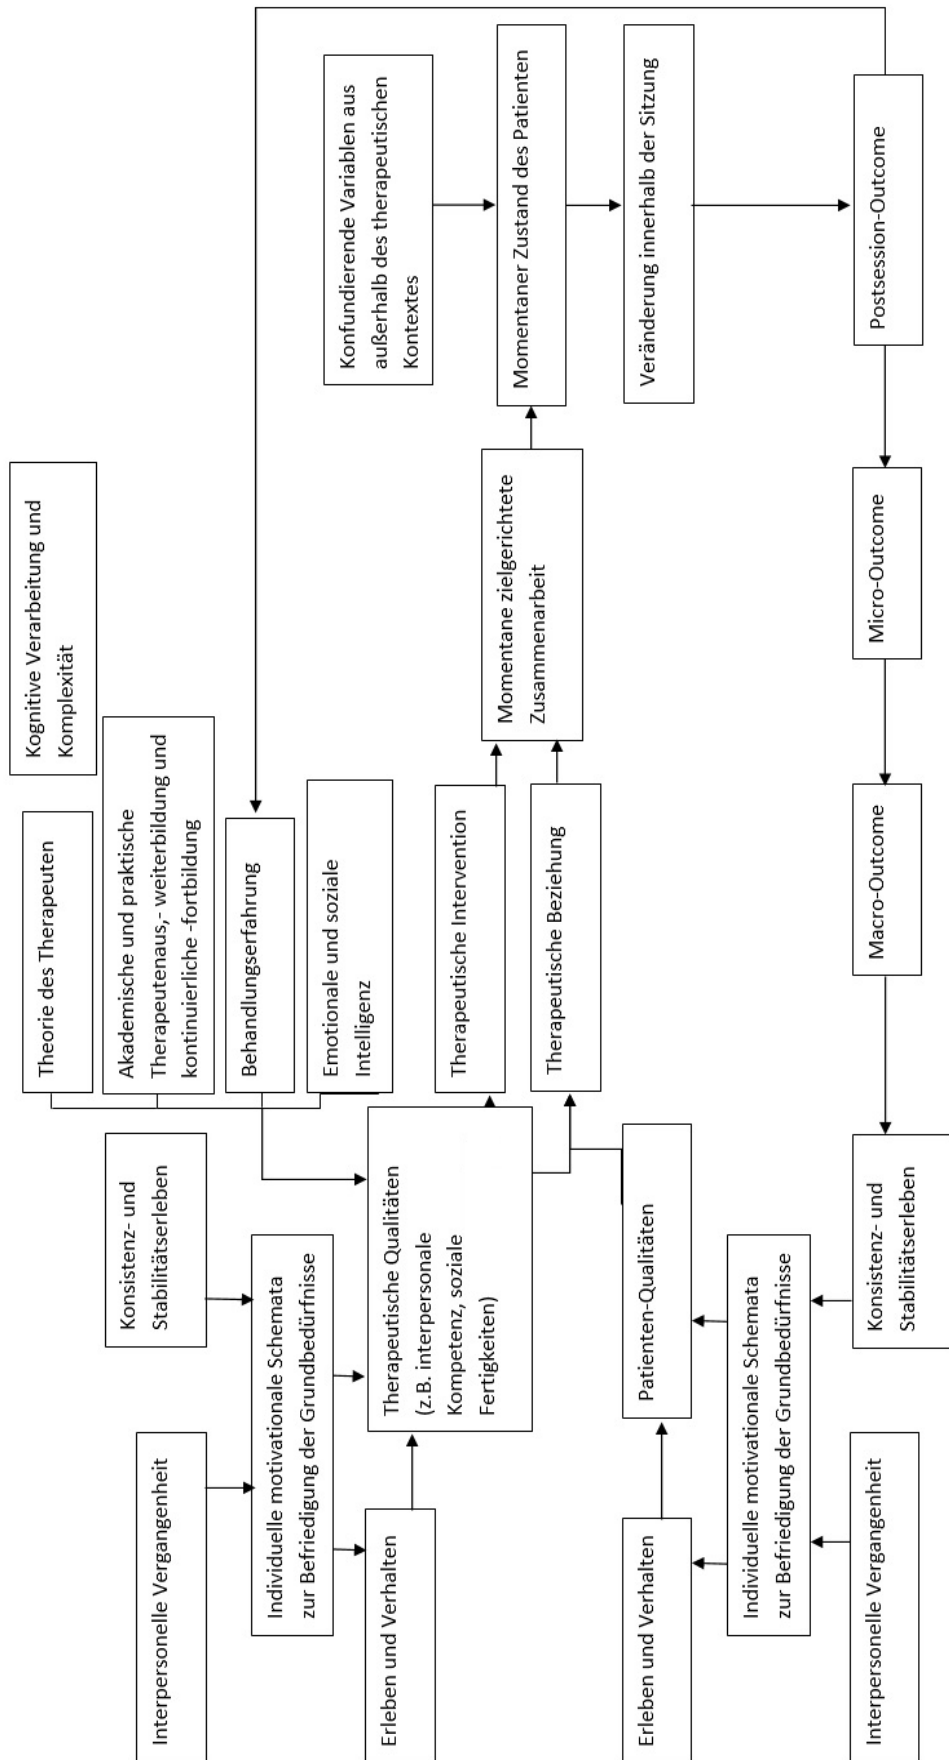 Interpersonelle Vergangenheit
Konsistenz- und
Stabilitätserleben
Theorie des Therapeuten
Kognitive Verarbeitung und
Komplexität
Akademische und praktische
Therapeutenaus,- weiterbildung und
kontinuierliche -fortbildung
Individuelle motivationale Schemata
zur Befriedigung der Grundbedürfnisse
Behandlungserfahrung
Emotionale und soziale
Intelligenz
Konfundierende Variablen aus
außerhalb des therapeutischen
Kontextes
Erleben und Verhalten
Therapeutische Qualitäten
(z.B. interpersonale
Kompetenz, soziale
Fertigkeiten)
Therapeutische Intervention
Therapeutische Beziehung
Momentane zielgerichtete
Zusammenarbeit
Momentaner Zustand des Patienten
Veränderung innerhalb der Sitzung
Erleben und Verhalten
Patienten-Qualitäten
Individuelle motivationale Schemata
zur Befriedigung der Grundbedürfnisse
Interpersonelle Vergangenheit
Konsistenz- und
Stabilitätserleben
Macro-Outcome
Micro-Outcome
Postsession-Outcome